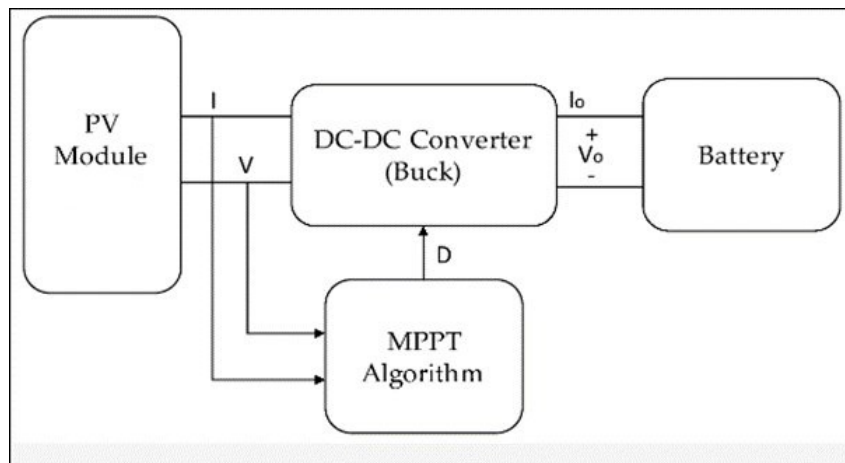 PV
Module
I
V
DC-DC Converter
(Buck)
Io
+
Vo
-
Battery
D
MPPT
Algorithm